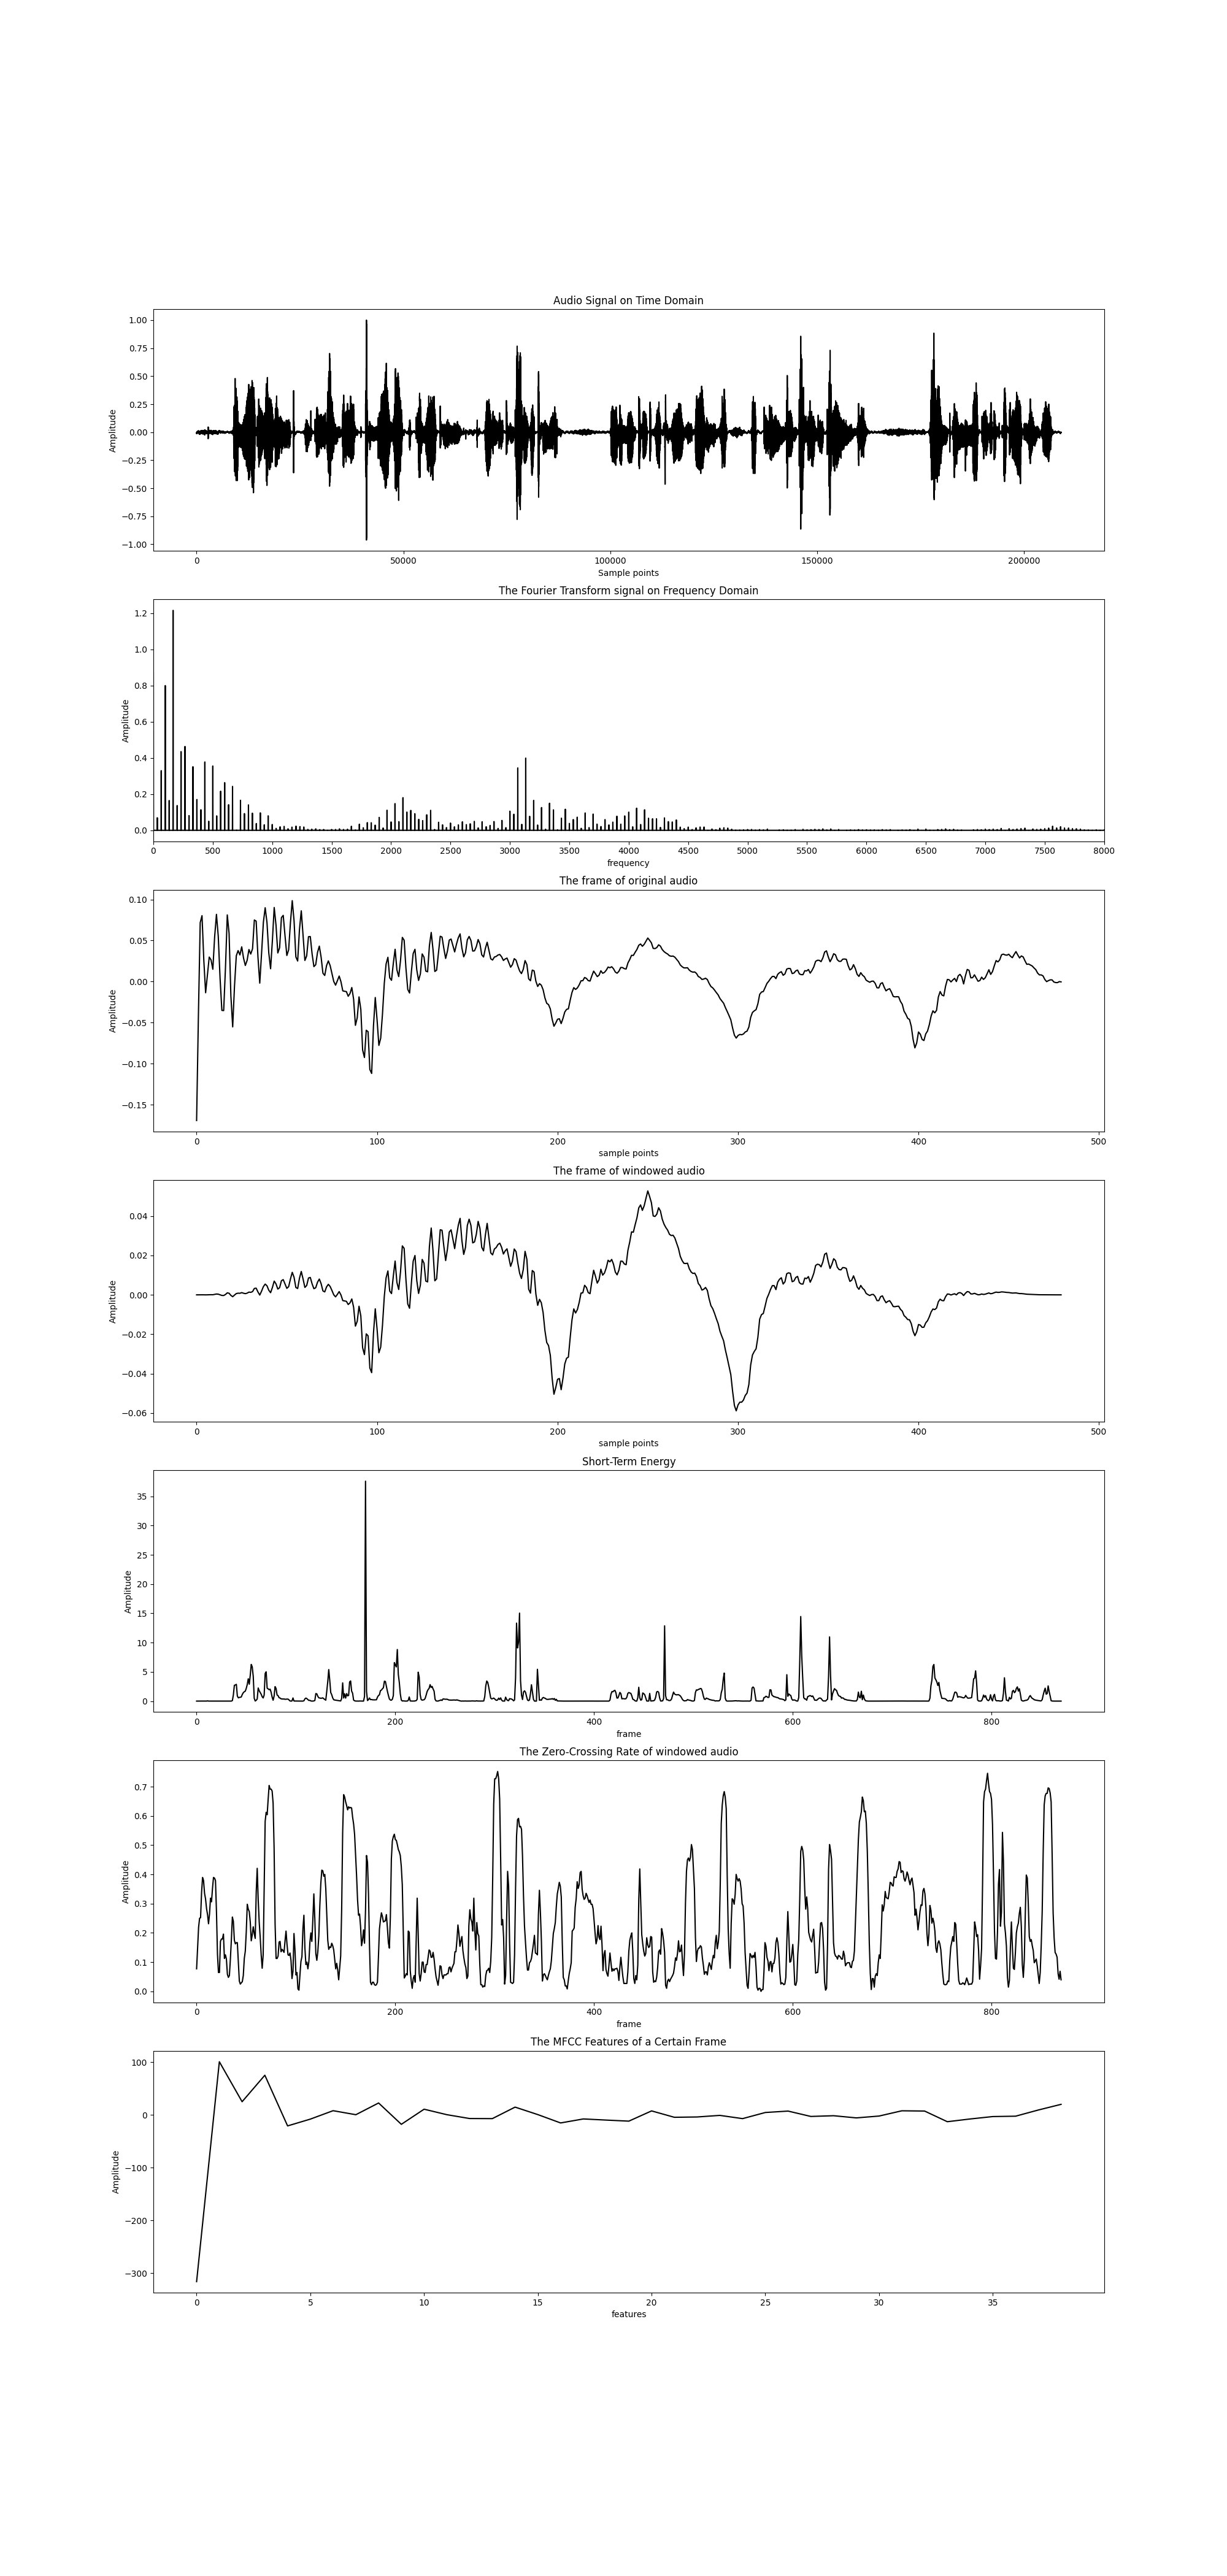 Audio Signal on Time Domain
1.00
0.75
0.50
0.25
0.00
−0.25
−0.50
−0.75
−1.00
Amplitude
0 50000 100000 150000 200000
Sample points
The Fourier Transform signal on Frequency Domain
1.2
1.0
0.8
0.6
0.4
0.2
0.0
Amplitude
0 500 1000 1500 2000 2500 3000 3500 4000 4500 5000 5500 6000 6500 7000 7500 8000
frequency
The frame of original audio
0.10
0.05
0.00
−0.05
−0.10
−0.15
Amplitude
0 100 200 300 400 500
sample points
The frame of windowed audio
0.04
0.02
0.00
−0.02
−0.04
−0.06
Amplitude
0 100 200 300 400 500
sample points
Short-Term Energy
35
30
25
20
15
10
5
0
Amplitude
0 200 400 600 800
frame
The Zero-Crossing Rate of windowed audio
0.7
0.6
0.5
0.4
0.3
0.2
0.1
0.0
Amplitude
0 200 400 600 800
frame
The MFCC Features of a Certain Frame
100
0
−100
−200
−300
Amplitude
0 5 10 15 20 25 30 35
features